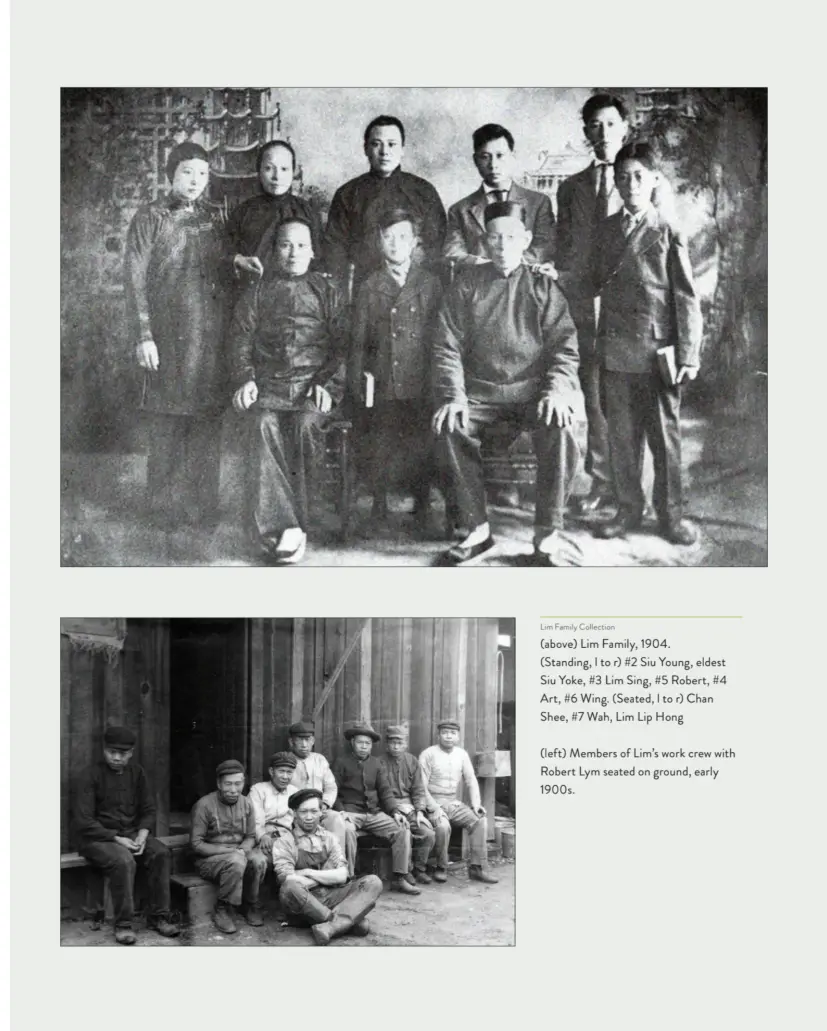 Lim Family Collection
(above) Lim Family, 1904.
(Standing, l to r) #2 Siu Young, eldest
Siu Yoke, #3 Lim Sing, #5 Robert, #4
Art, #6 Wing. (Seated, l to r) Chan
Shee, #7 Wah, Lim Lip Hong
(left) Members of Lim's work crew with
Robert Lym seated on ground, early
1900s.